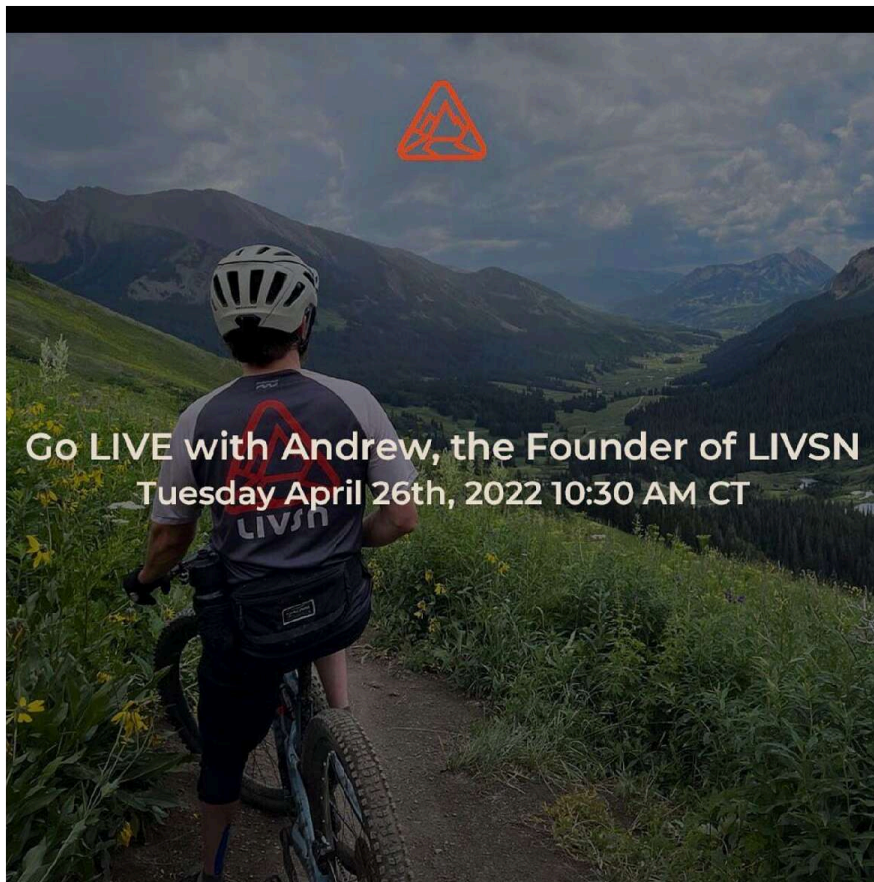 Go LIVE with Andrew, the Founder of LIVSN
Tuesday April 26th, 2022 10:30 AM CT
LIVSN